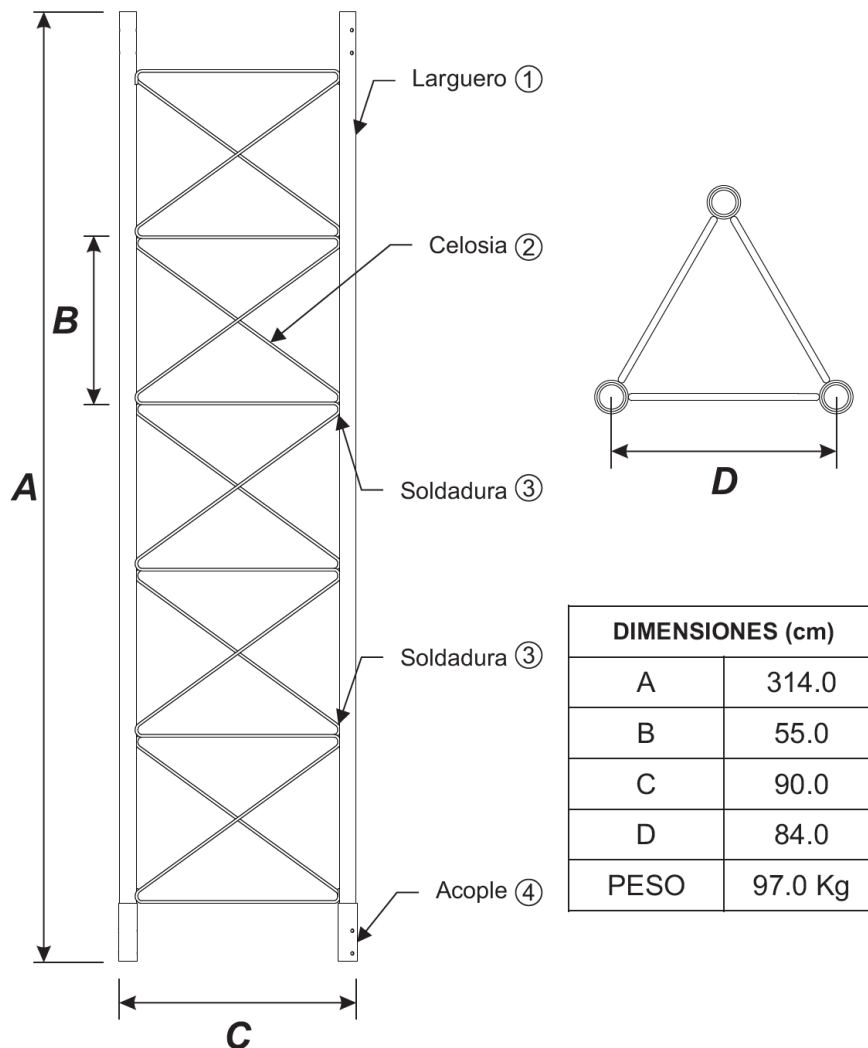 Larguero ①
Celosia ②
B
A
Soldadura ③
D
Soldadura ③
Acople ④
C
DIMENSIONES (cm)
A 314.0
B 55.0
C 90.0
D 84.0
PESO 97.0 Kg